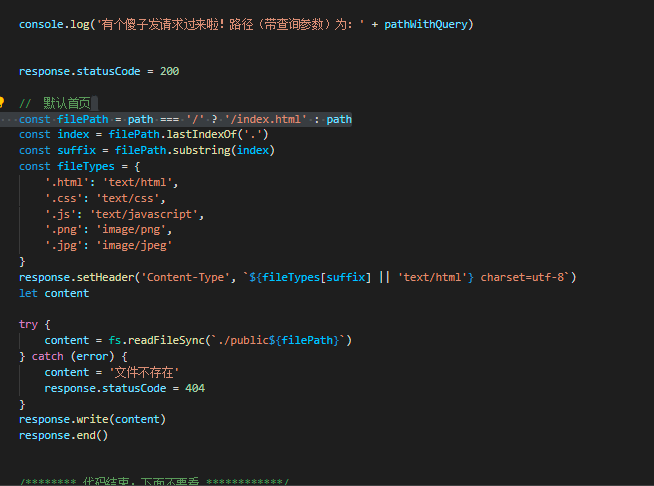 console.log('有个傻子发请求过来啦！路径（带查询参数）为：' + pathWithQuery)
response.statusCode = 200
// 默认首页
const filePath = path === '/' ? '/index.html' : path
const index = filePath.lastIndexOf('.')
const suffix = filePath.substring(index)
const fileTypes = {
'.html': 'text/html',
'.css': 'text/css',
'.js': 'text/javascript',
'.png': 'image/png',
'.jpg': 'image/jpeg'
}
response.setHeader('Content-Type', `${fileTypes[suffix] || 'text/html'} charset=utf-8`)
let content
try {
content = fs.readFileSync(`./public${filePath}`)
} catch (error) {
content = '文件不存在'
response.statusCode = 404
}
response.write(content)
response.end()
/******** 代码结束，下面不要看 ************/